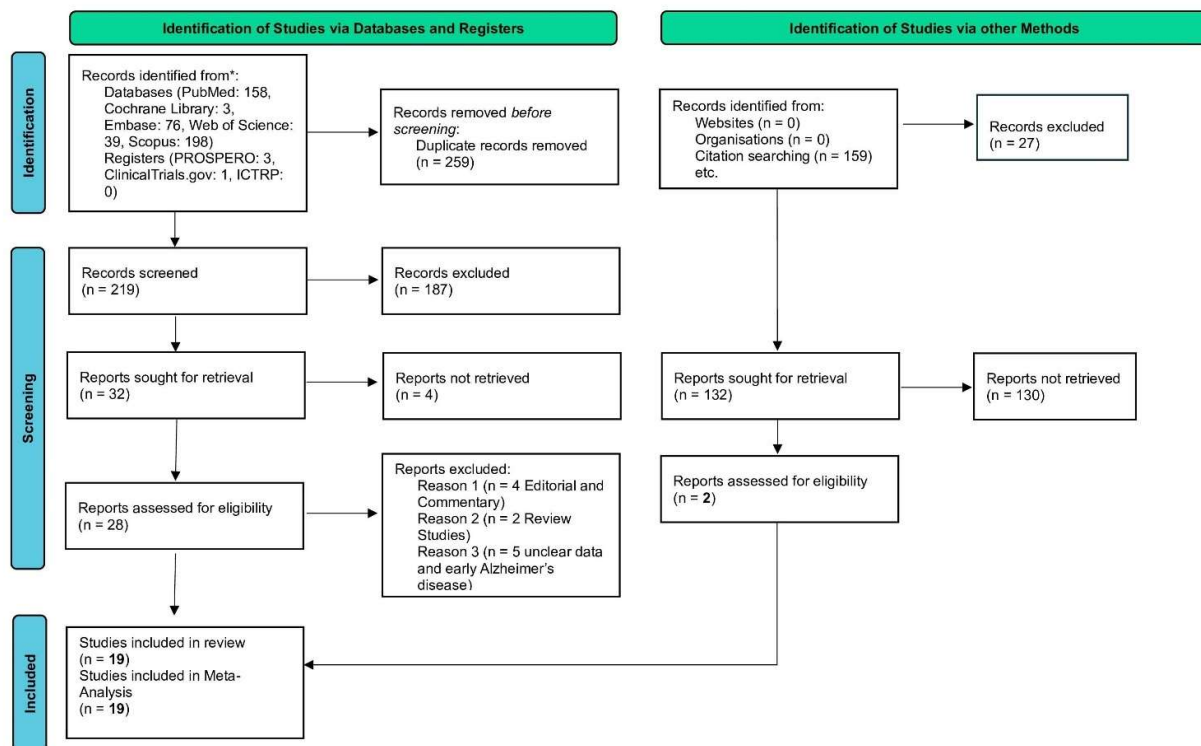 Identification of Studies via Databases and Registers
Identification of Studies via other Methods
Identification
Records identified from*:
Databases (PubMed: 158,
Cochrane Library: 3,
Embase: 76, Web of Science:
39, Scopus: 198)
Registers (PROSPERO: 3,
ClinicalTrials.gov: 1, ICTRP:
0)
Records removed before
screening:
Duplicate records removed
(n = 259)
Records identified from:
Websites (n = 0)
Organisations (n = 0)
Citation searching (n = 159)
etc.
Records excluded
(n = 27)
Screening
Records screened
(n = 219)
Records excluded
(n = 187)
Reports sought for retrieval
(n = 32)
Reports not retrieved
(n = 4)
Reports sought for retrieval
(n = 132)
Reports not retrieved
(n = 130)
Reports assessed for eligibility
(n = 28)
Reports excluded:
Reason 1 (n = 4 Editorial and
Commentary)
Reason 2 (n = 2 Review
Studies)
Reason 3 (n = 5 unclear data
and early Alzheimer's
disease)
Reports assessed for eligibility
(n = 2)
Included
Studies included in review
(n = 19)
Studies included in Meta-
Analysis
(n = 19)